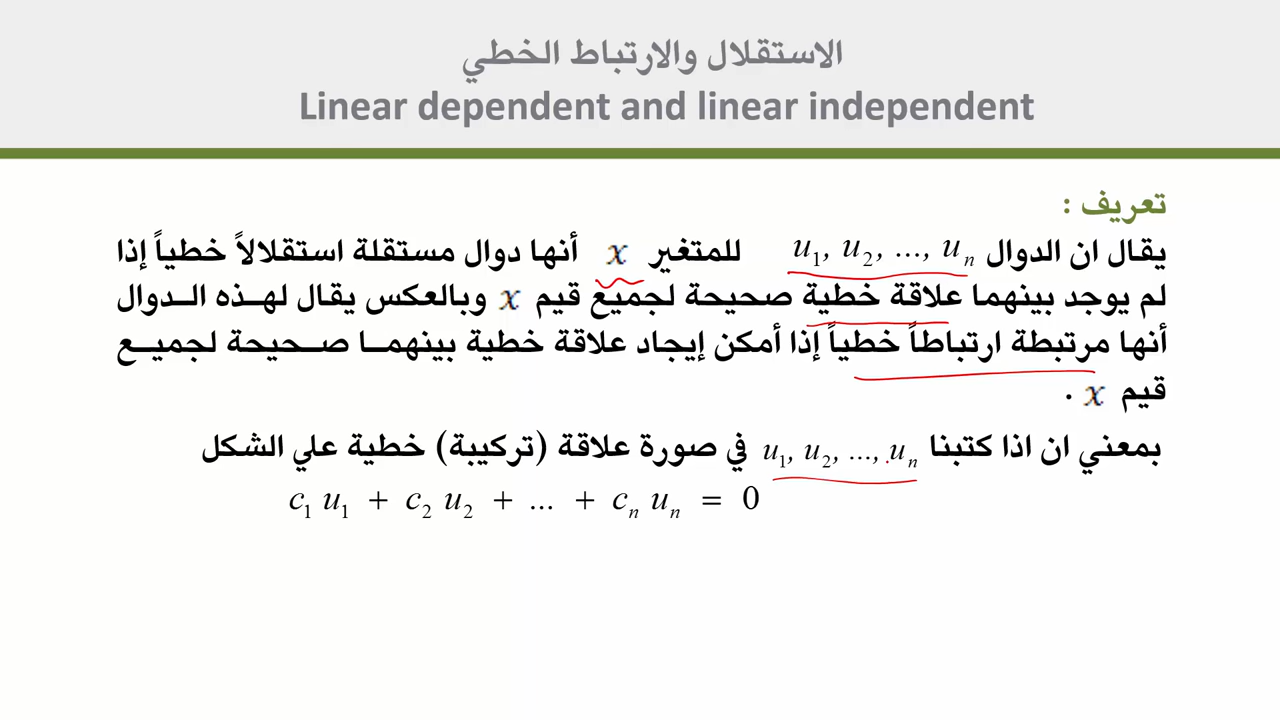 الاستقلال والارتباط الخطي
Linear dependent and linear independent
تعريف :
يقال ان الدوال u1, u2, ..., un للمتغير x أنها دوال مستقلة استقلالاً خطياً إذا
لم يوجد بينهما علاقة خطية صحيحة لجميع قيم x وبالعكس يقال لهذه الدوال
أنها مرتبطة ارتباطاً خطياً إذا أمكن إيجاد علاقة خطية بينهما صحيحة لجميع
قيم x .
بمعني ان اذا كتبنا u1, u2, ..., un في صورة علاقة (تركيبة) خطية علي الشكل
c1 u1 + c2 u2 + ... + cn un = 0